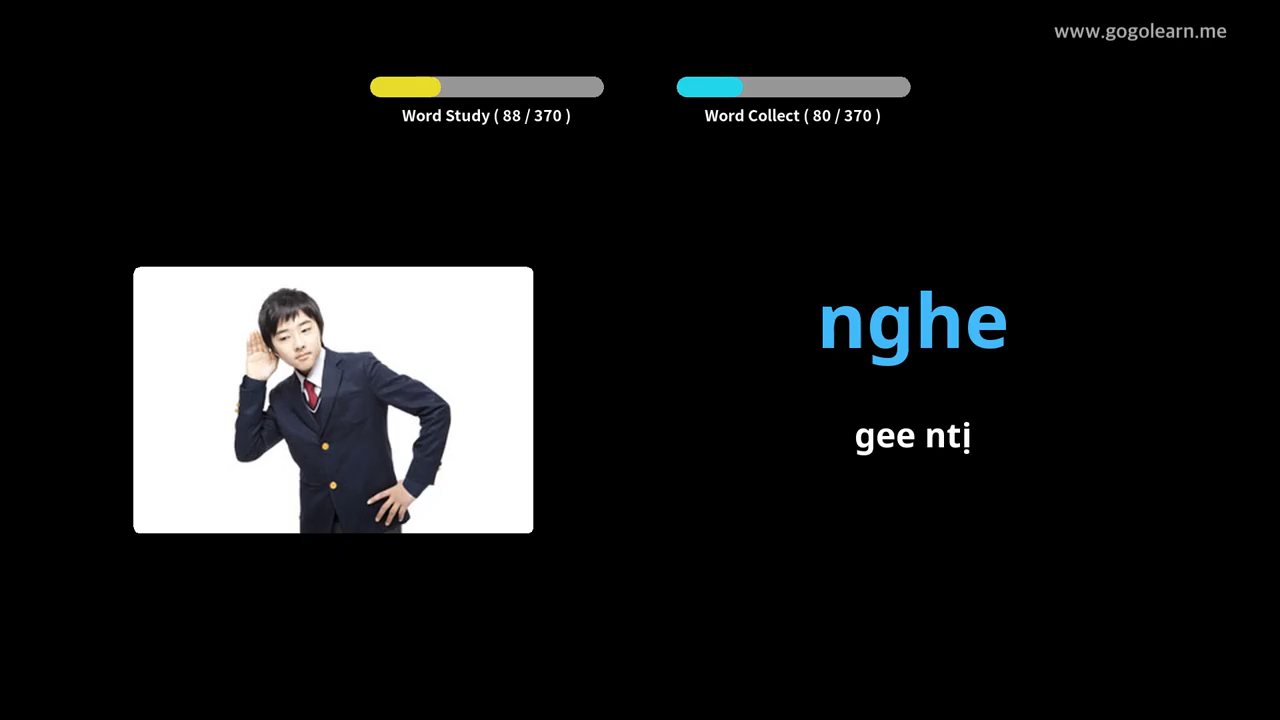 www.gogolearn.me
Word Study ( 88 / 370 )
Word Collect ( 80 / 370 )
nghe
gee ntị